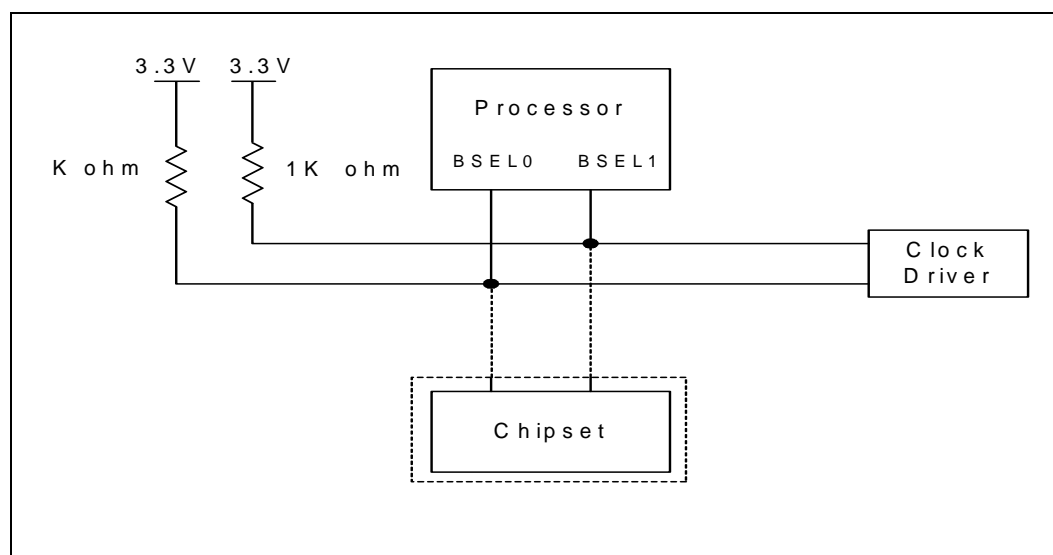 3.3V 3.3V
Processor
K ohm 1K ohm
BSEL0 BSEL1
Clock
Driver
Chipset